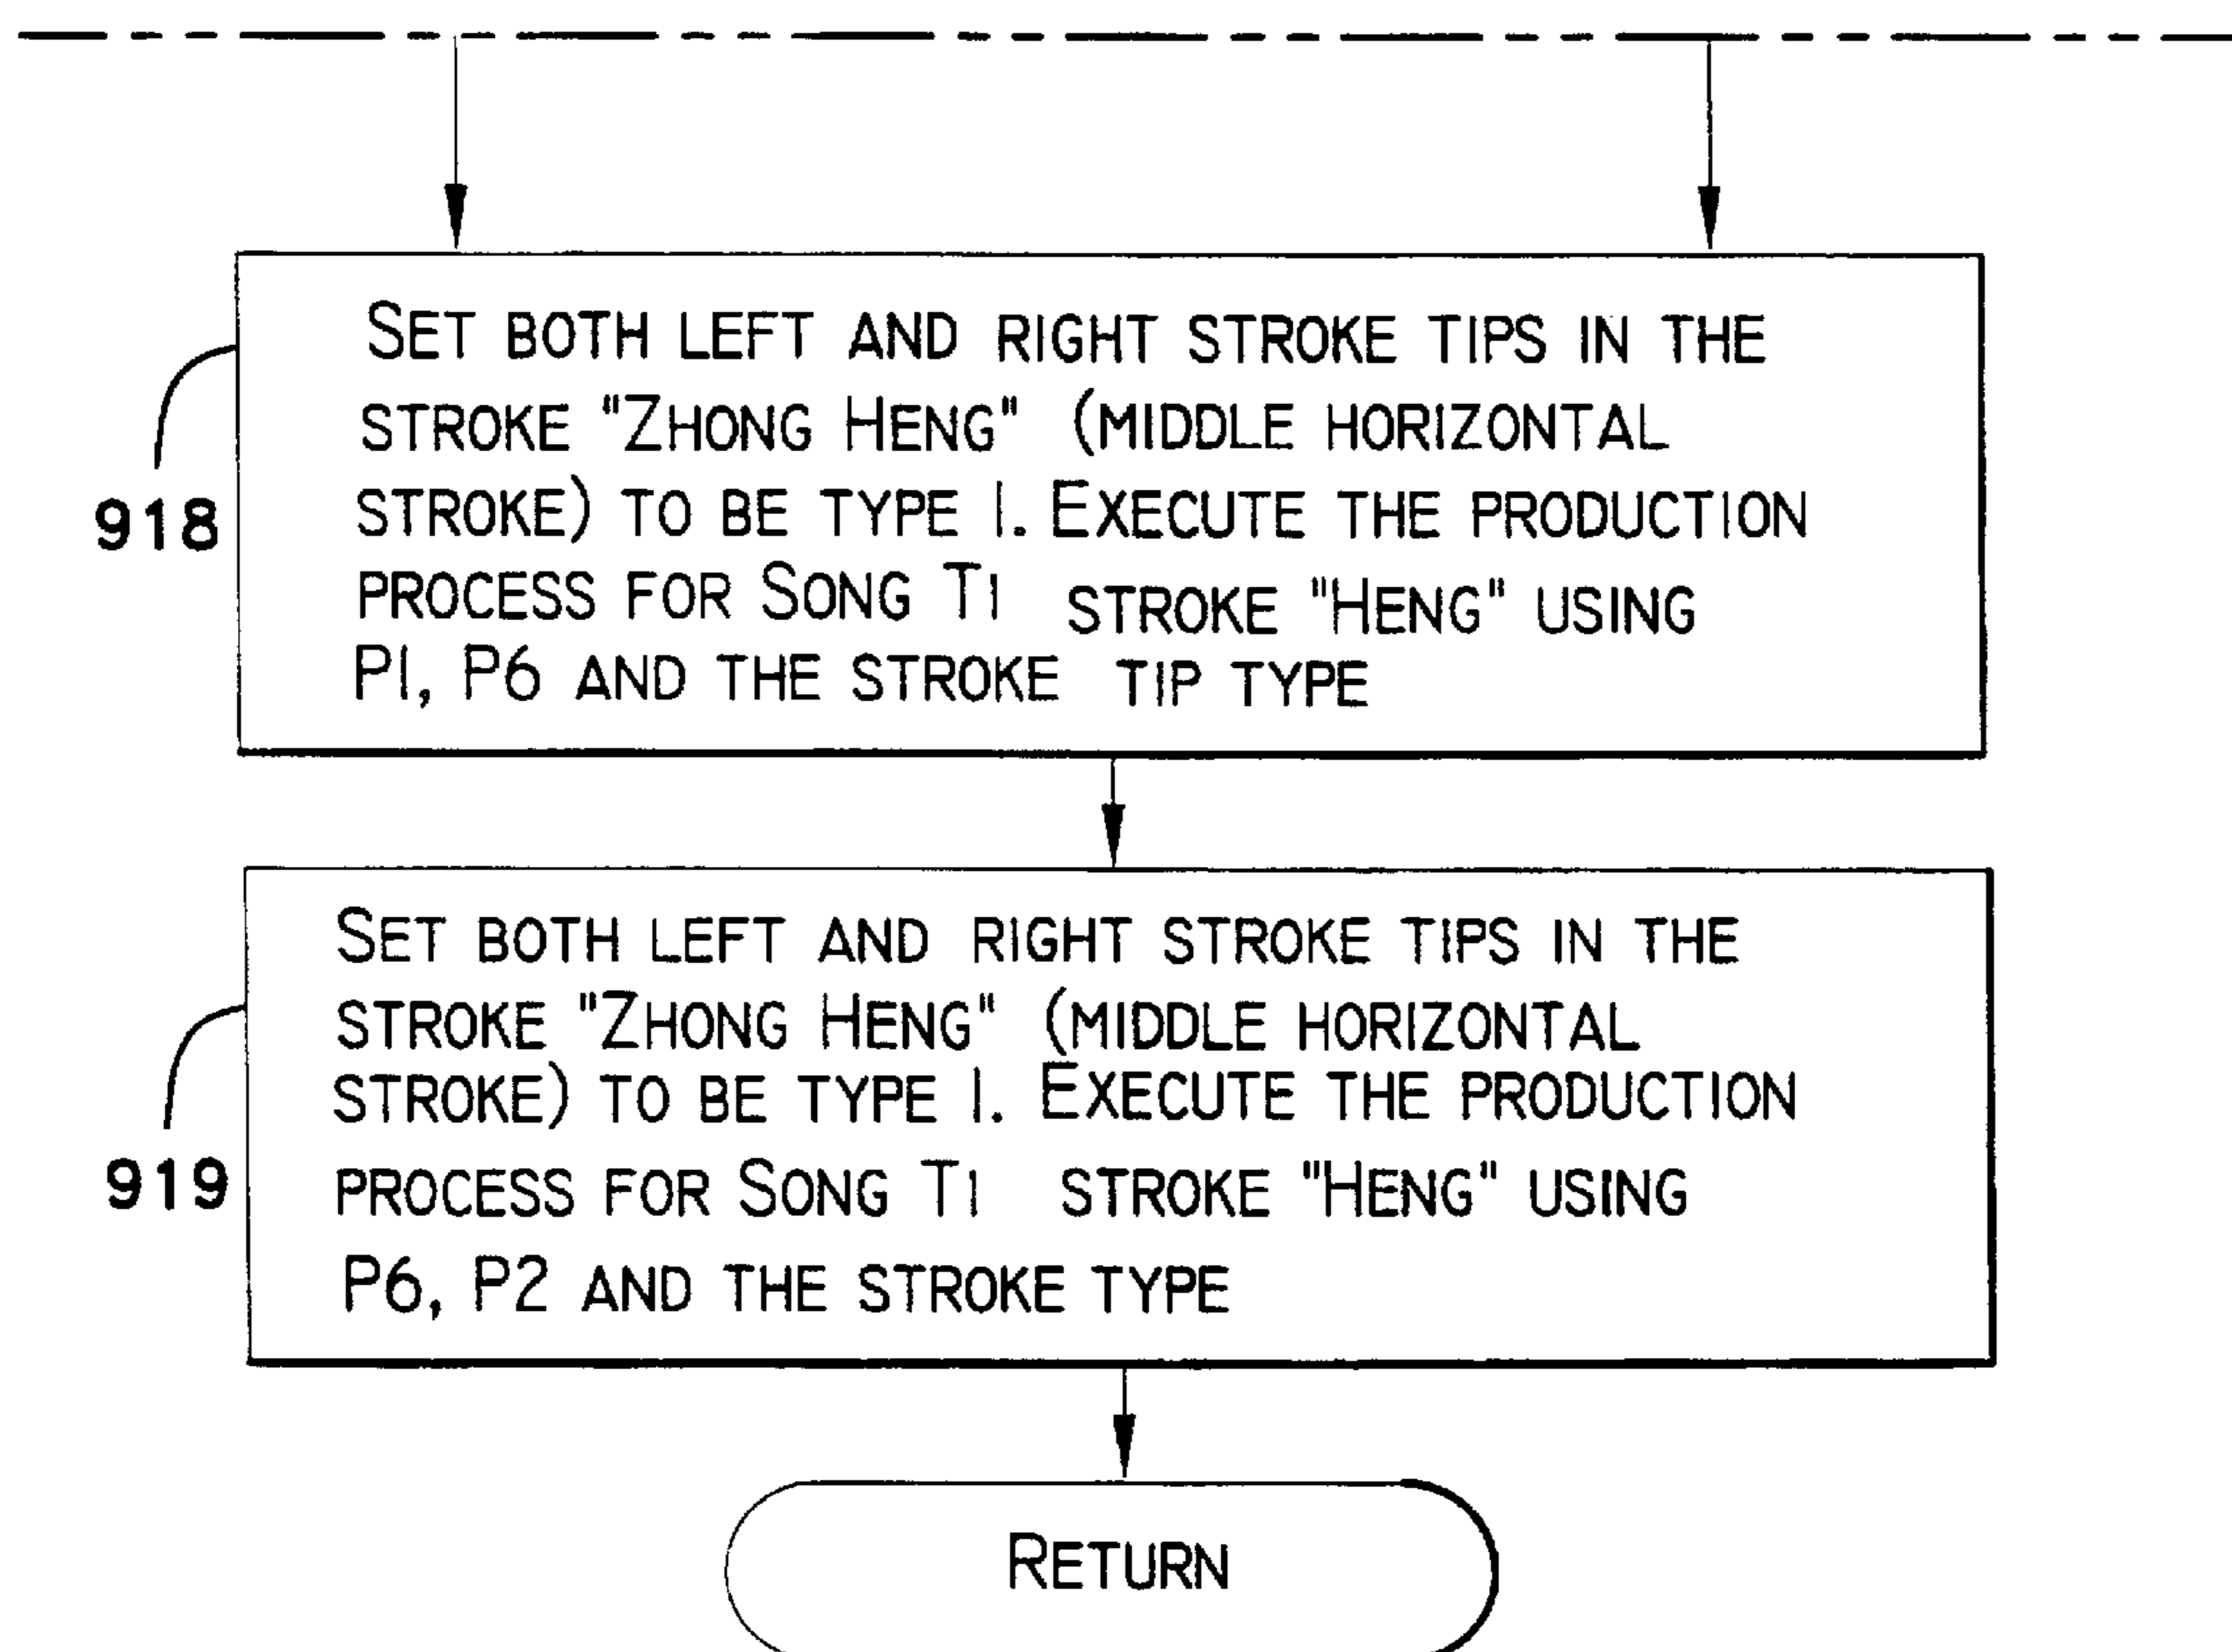 SET BOTH LEFT AND RIGHT STROKE TIPS IN THE
STROKE "ZHONG HENG" (MIDDLE HORIZONTAL
STROKE) TO BE TYPE 1. EXECUTE THE PRODUCTION
PROCESS FOR SONG TI STROKE "HENG" USING
P1, P6 AND THE STROKE TIP TYPE
918
SET BOTH LEFT AND RIGHT STROKE TIPS IN THE
STROKE "ZHONG HENG" (MIDDLE HORIZONTAL
STROKE) TO BE TYPE 1. EXECUTE THE PRODUCTION
PROCESS FOR SONG TI STROKE "HENG" USING
P6, P2 AND THE STROKE TYPE
919
RETURN